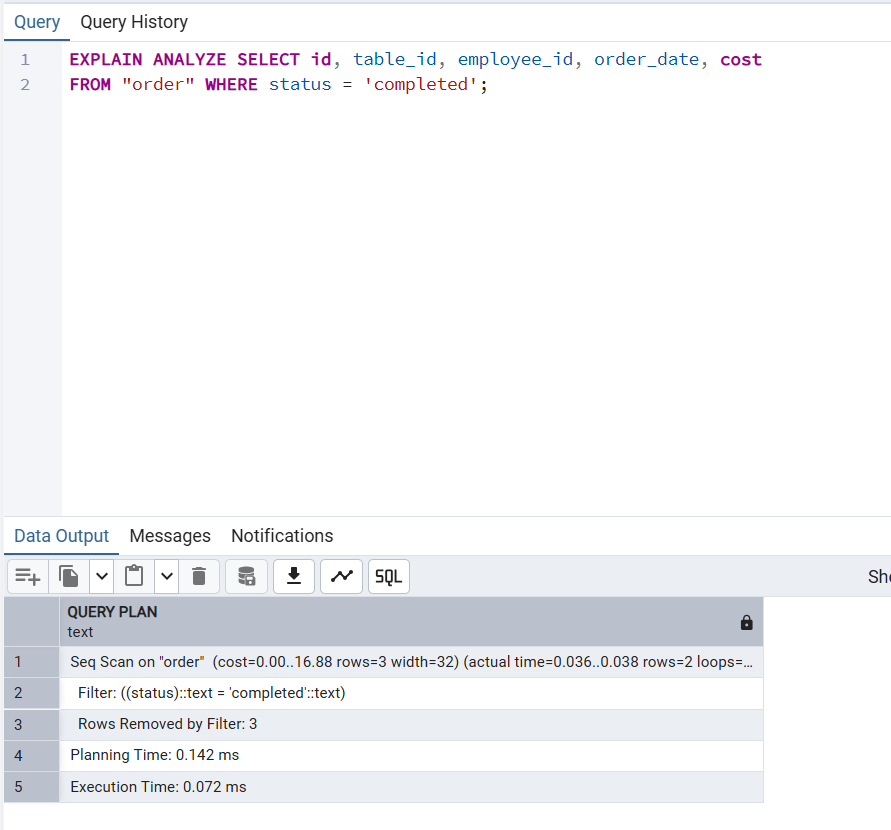 Query Query History
1 EXPLAIN ANALYZE SELECT id, table_id, employee_id, order_date, cost
2 FROM "order" WHERE status = 'completed';
Data Output Messages Notifications
SQL
She
QUERY PLAN
text
1 Seq Scan on "order" (cost=0.00..16.88 rows=3 width=32) (actual time=0.036..0.038 rows=2 loops=…
2 Filter: ((status)::text = 'completed'::text)
3 Rows Removed by Filter: 3
4 Planning Time: 0.142 ms
5 Execution Time: 0.072 ms